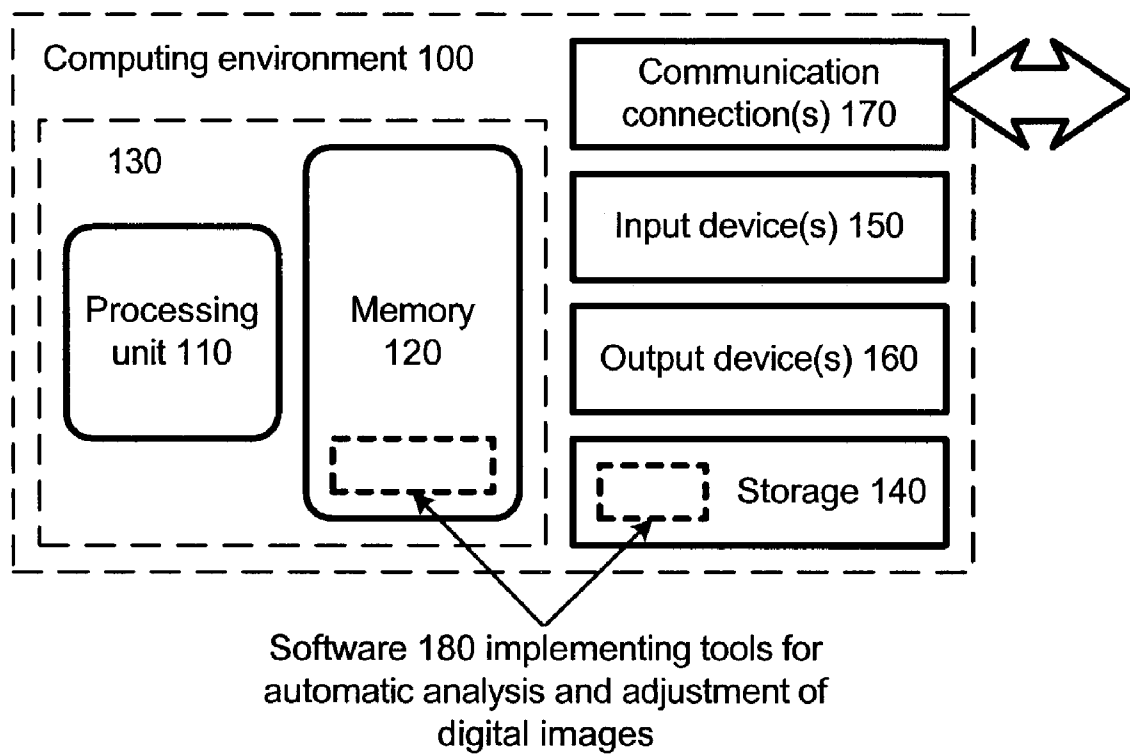 Computing environment 100
130
Processing
unit 110
Memory
120
Communication
connection(s) 170
Input device(s) 150
Output device(s) 160
Storage 140
Software 180 implementing tools for
automatic analysis and adjustment of
digital images